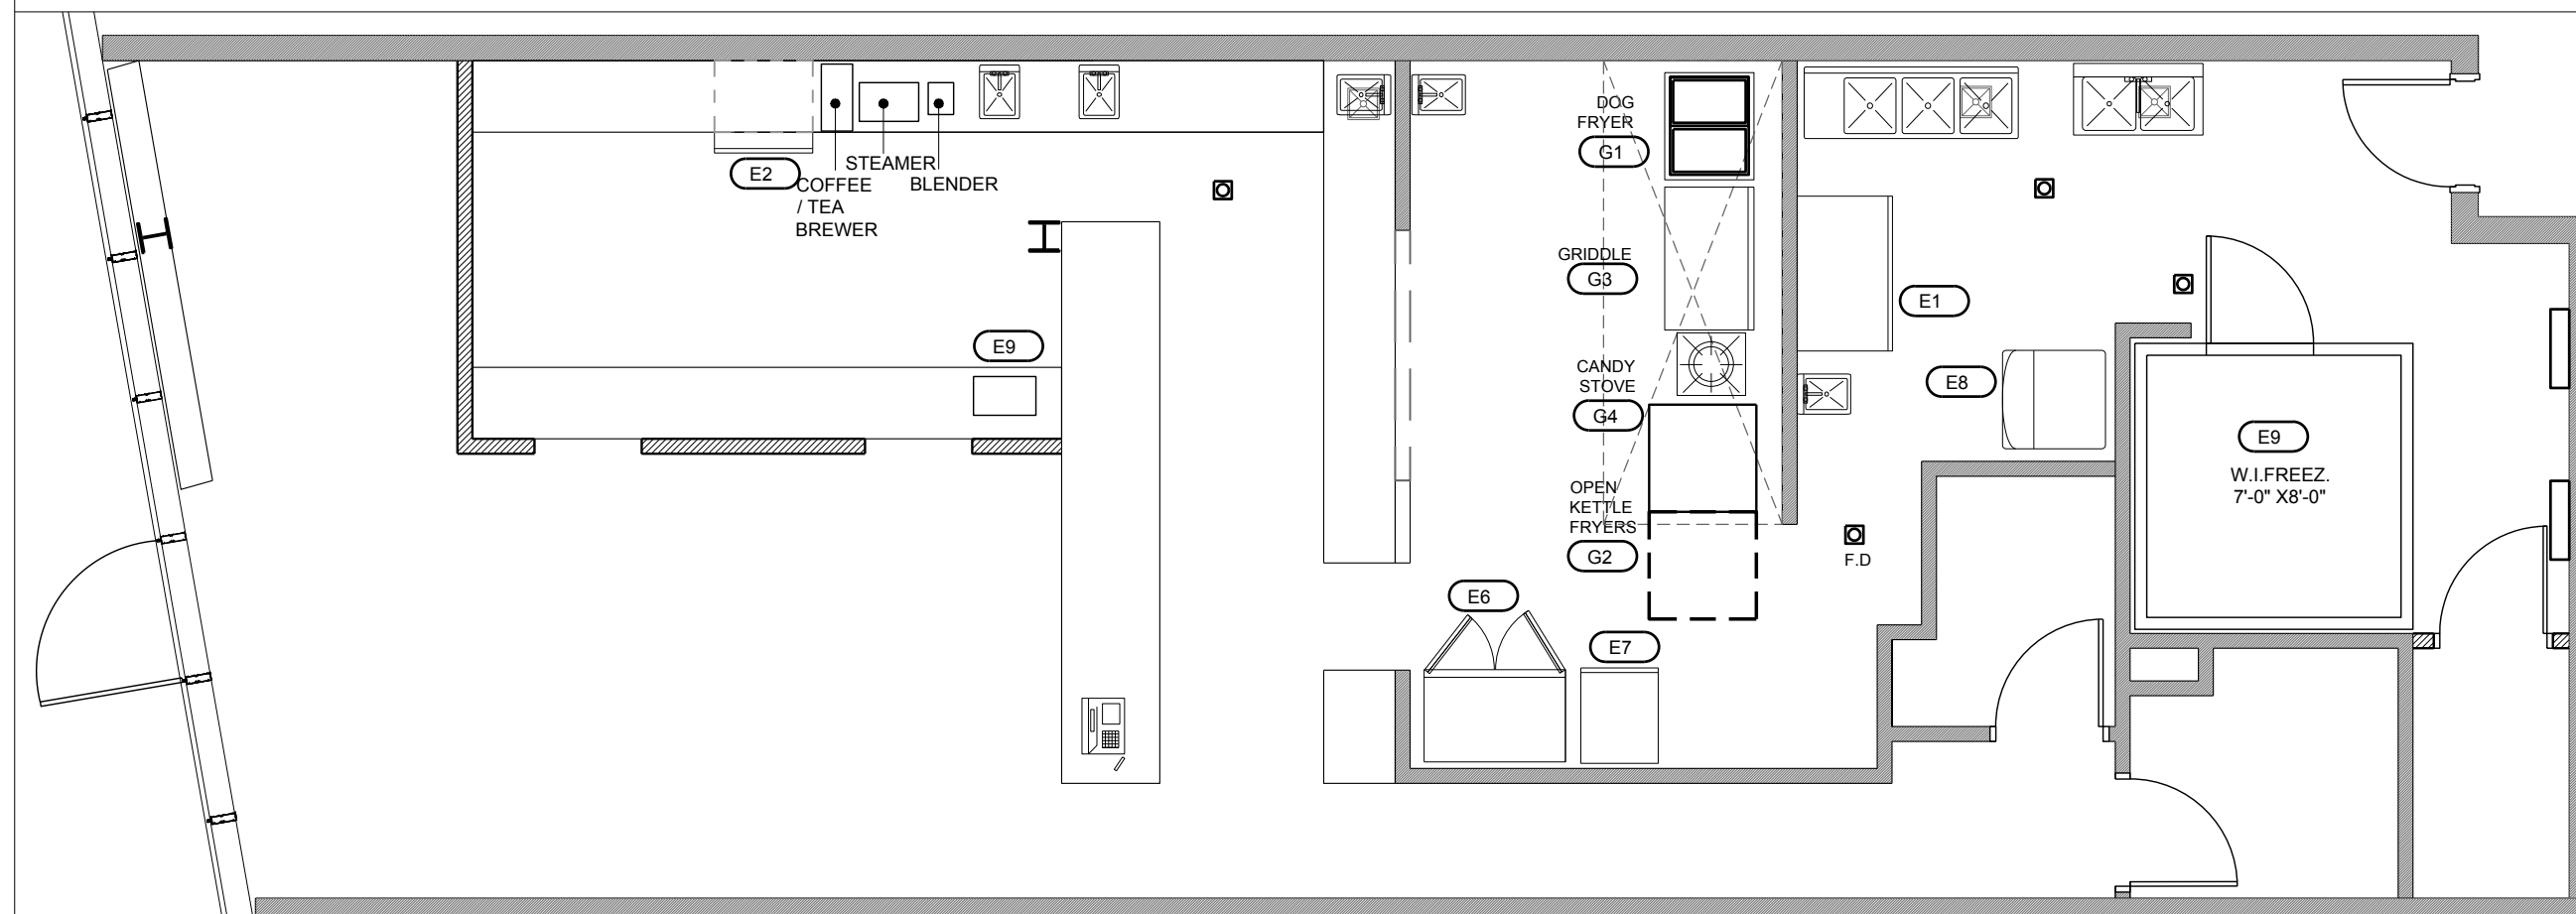 E2
COFFEE
/ TEA
BREWER
STEAMER
BLENDER
E9
DOG
FRYER
G1
GRIDDLE
G3
CANDY
STOVE
G4
OPEN
KETTLE
FRYERS
G2
E6
E7
E1
E8
F.D
E9
W.I.FREEZ.
7'-0" X8'-0"